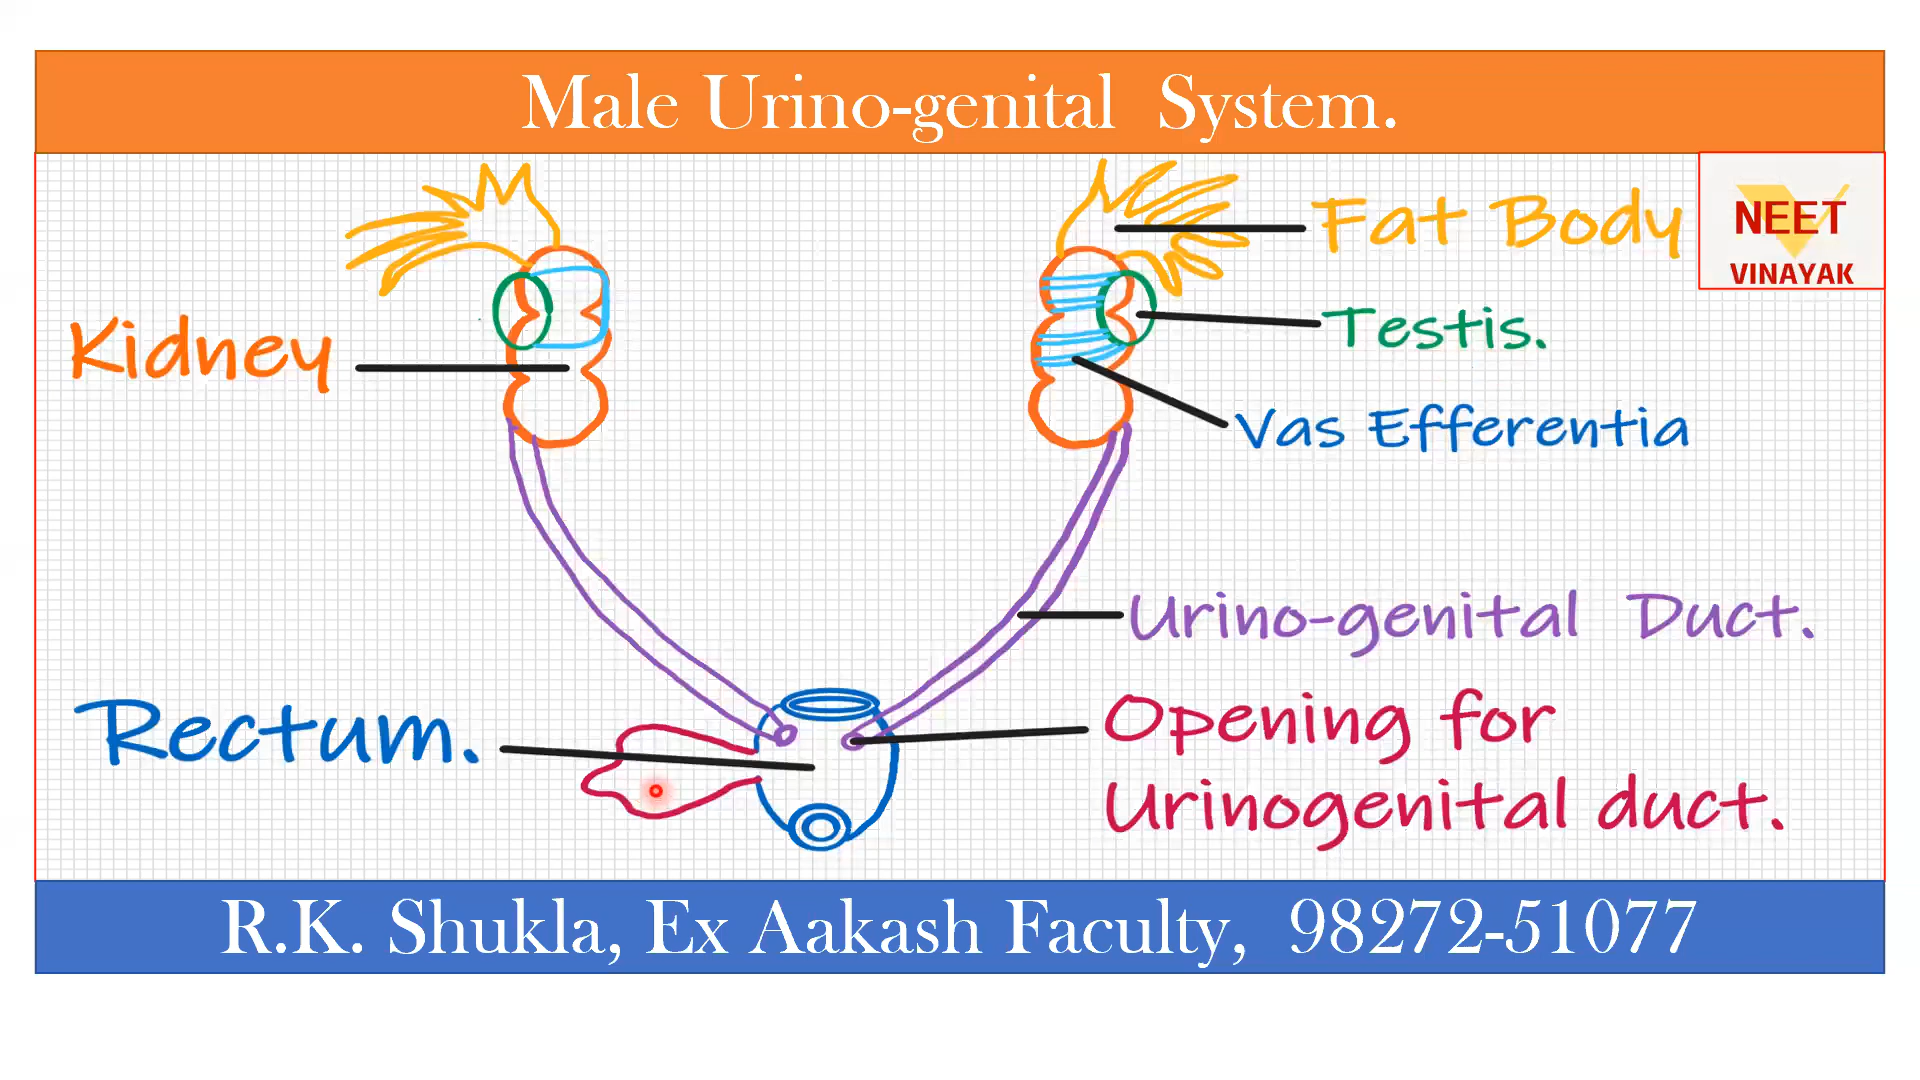 Male Urino-genital System.
NEET
VINAYAK
Fat Body
Testis.
Kidney
Vas Efferentia
Urino-genital Duct.
Rectum.
Opening for
Urinogenital duct.
R.K. Shukla, Ex Aakash Faculty, 98272-51077